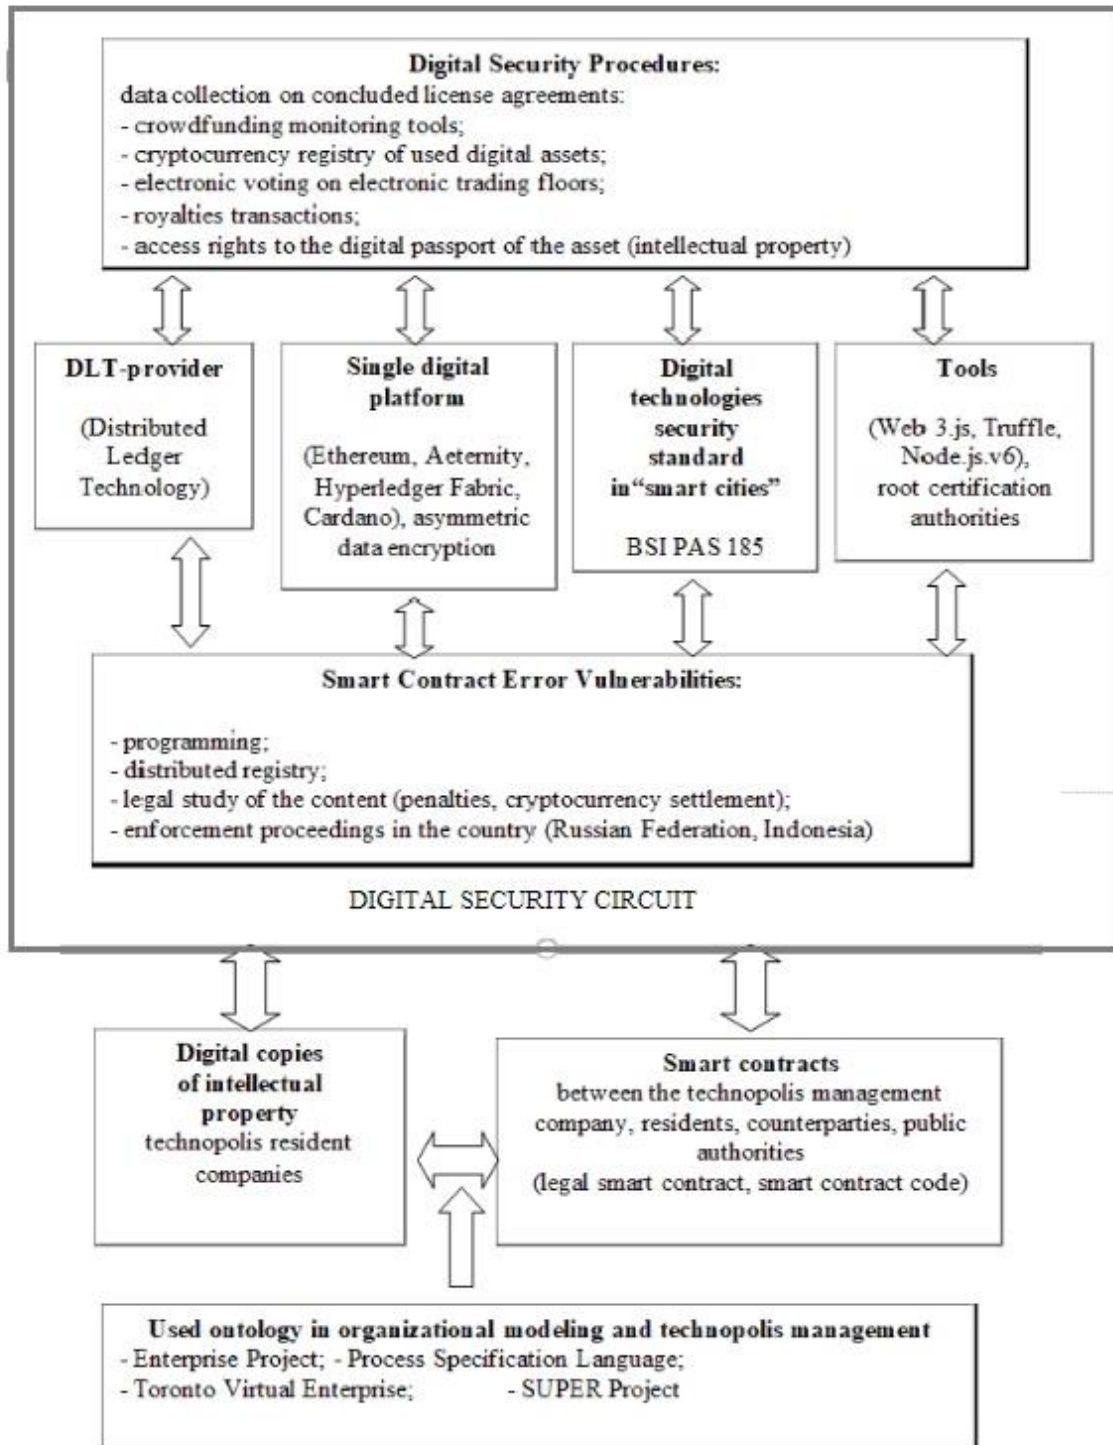 Digital Security Procedures:
data collection on concluded license agreements:
- crowdfunding monitoring tools;
- cryptocurrency registry of used digital assets;
- electronic voting on electronic trading floors;
- royalties transactions;
- access rights to the digital passport of the asset (intellectual property)
DLT-provider
(Distributed
Ledger
Technology)
Single digital
platform
(Ethereum, Aeternity,
Hyperledger Fabric,
Cardano), asymmetric
data encryption
Digital
technologies
security
standard
in“smart cities”
BSI PAS 185
Tools
(Web 3.js, Truffle,
Node.js.v6),
root certification
authorities
Smart Contract Error Vulnerabilities:
- programming;
- distributed registry;
- legal study of the content (penalties, cryptocurrency settlement);
- enforcement proceedings in the country (Russian Federation, Indonesia)
DIGITAL SECURITY CIRCUIT
Digital copies
of intellectual
property
technopolis resident
companies
Smart contracts
between the technopolis management
company, residents, counterparties, public
authorities
(legal smart contract, smart contract code)
Used ontology in organizational modeling and technopolis management
- Enterprise Project; - Process Specification Language;
- Toronto Virtual Enterprise; - SUPER Project